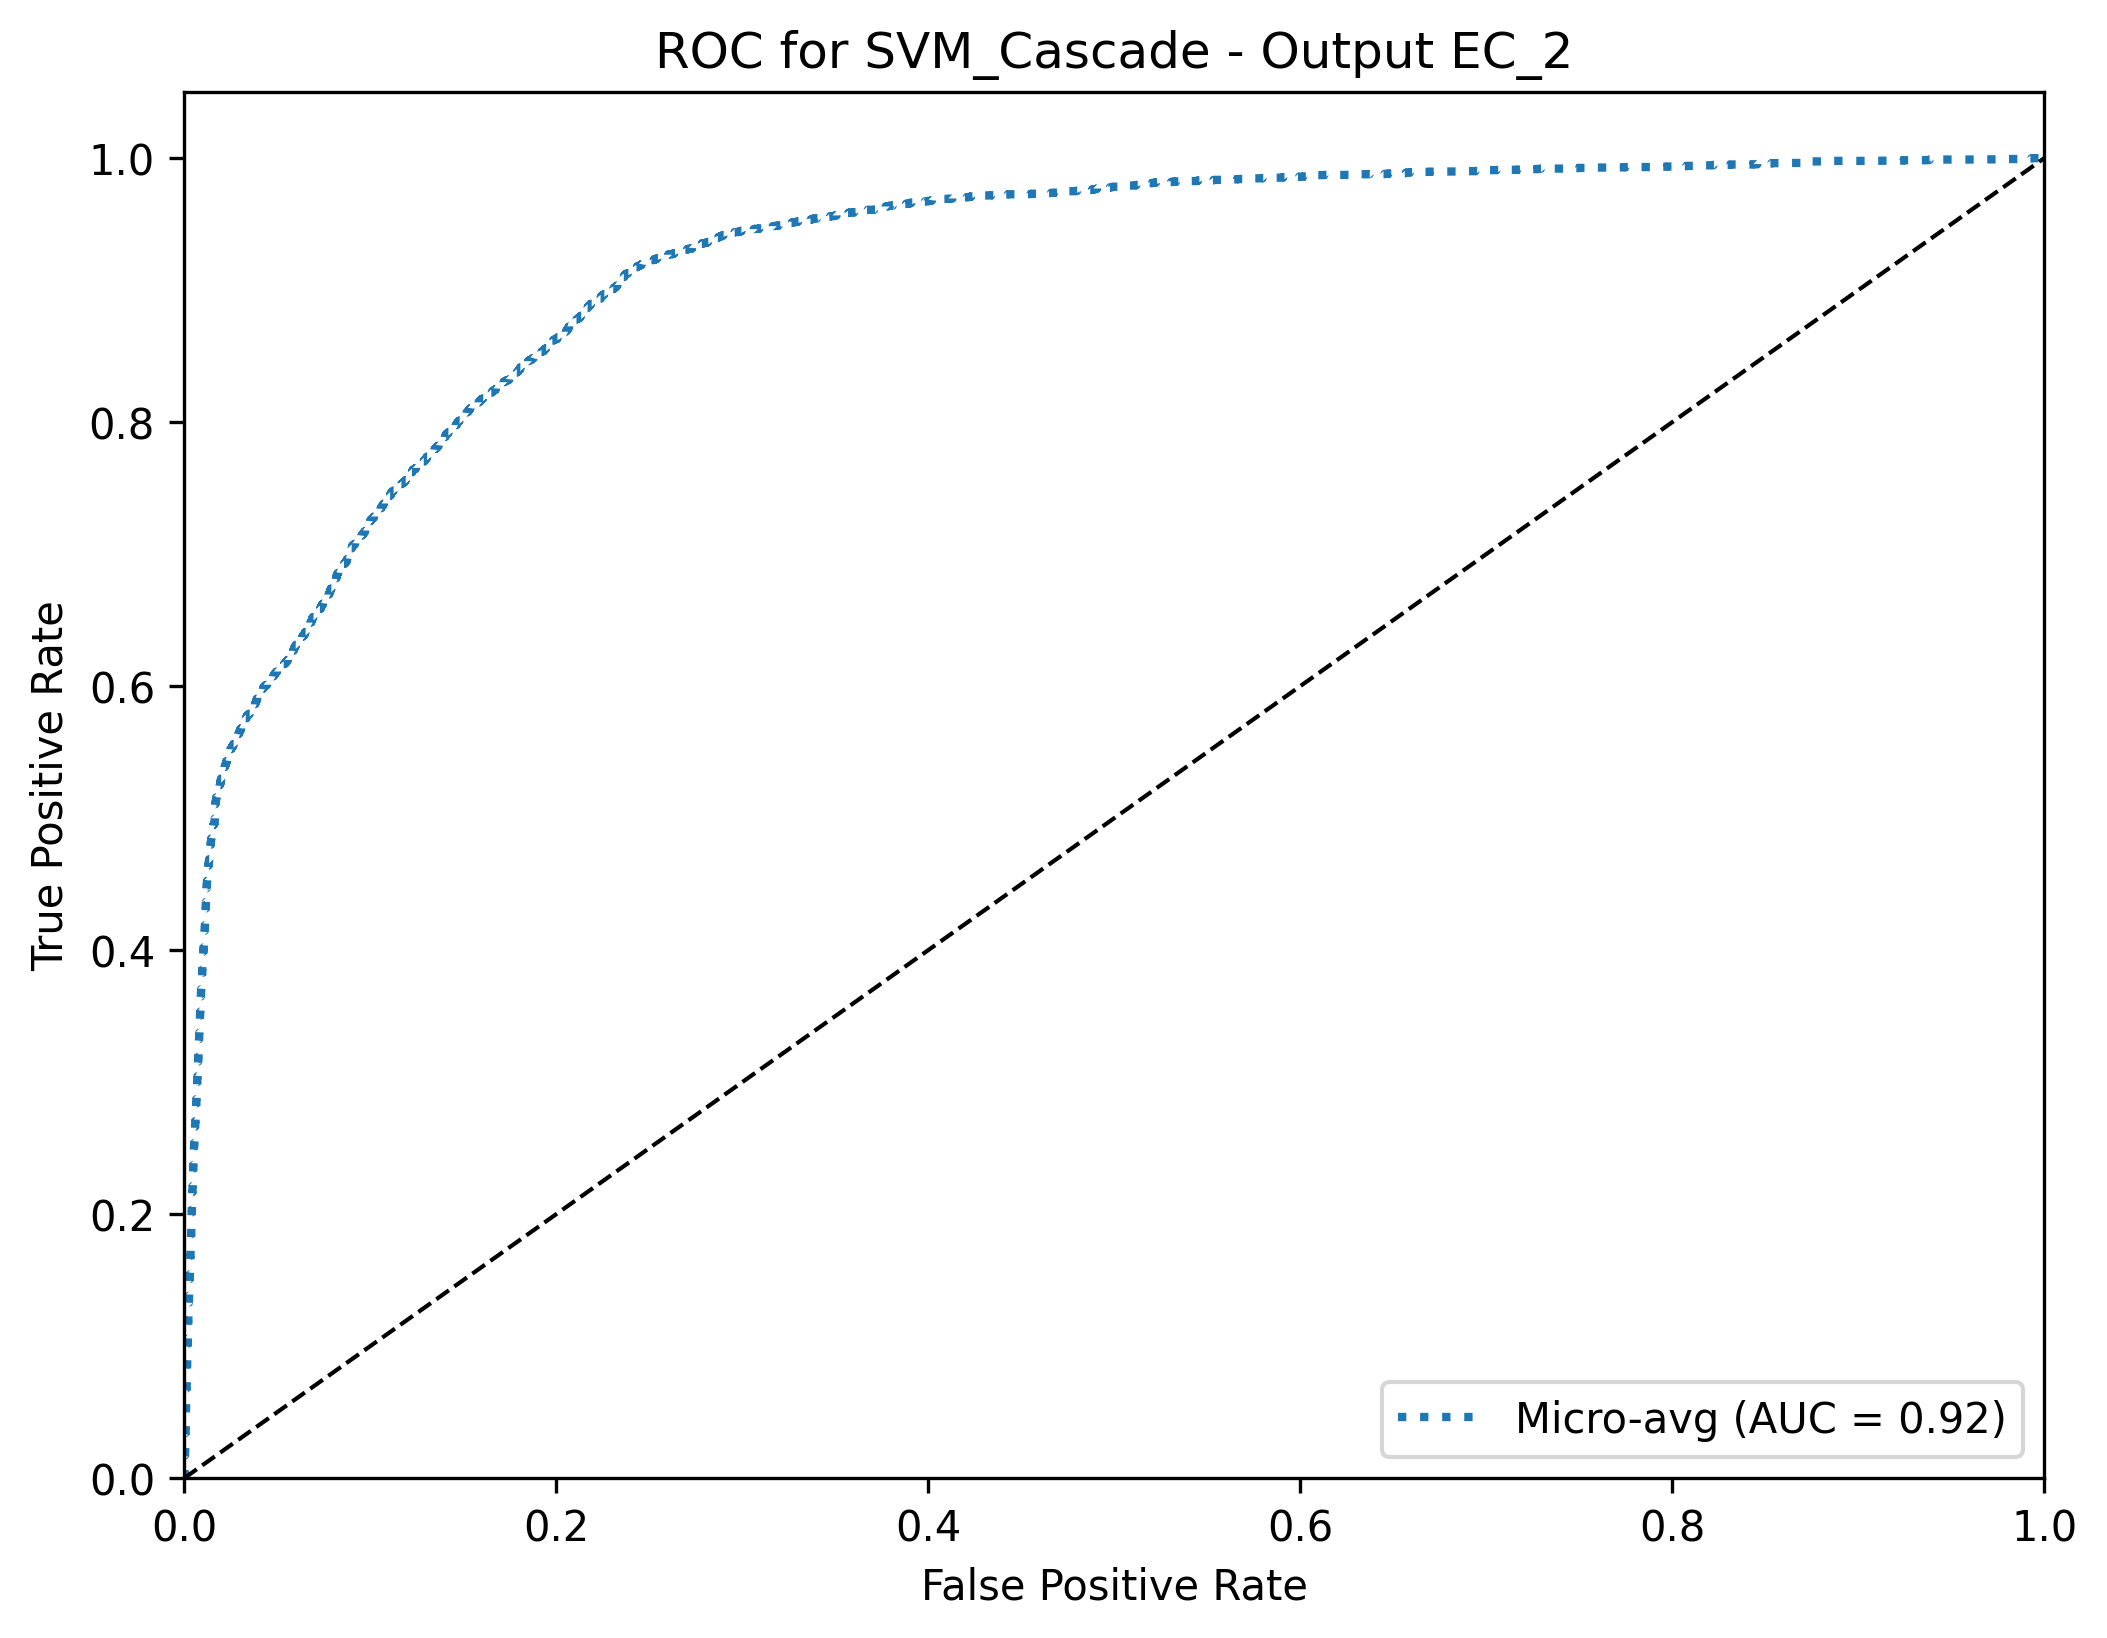 ROC for SVM_Cascade - Output EC_2
True Positive Rate
1.0
0.8
0.6
0.4
0.2
0.0
0.0 0.2 0.4 0.6 0.8 1.0
False Positive Rate
Micro-avg (AUC = 0.92)